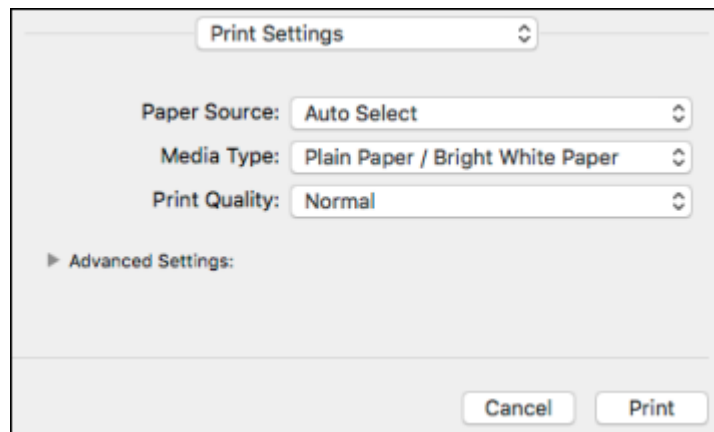 Print Settings
Paper Source: Auto Select
Media Type: Plain Paper / Bright White Paper
Print Quality: Normal
Advanced Settings:
Cancel Print